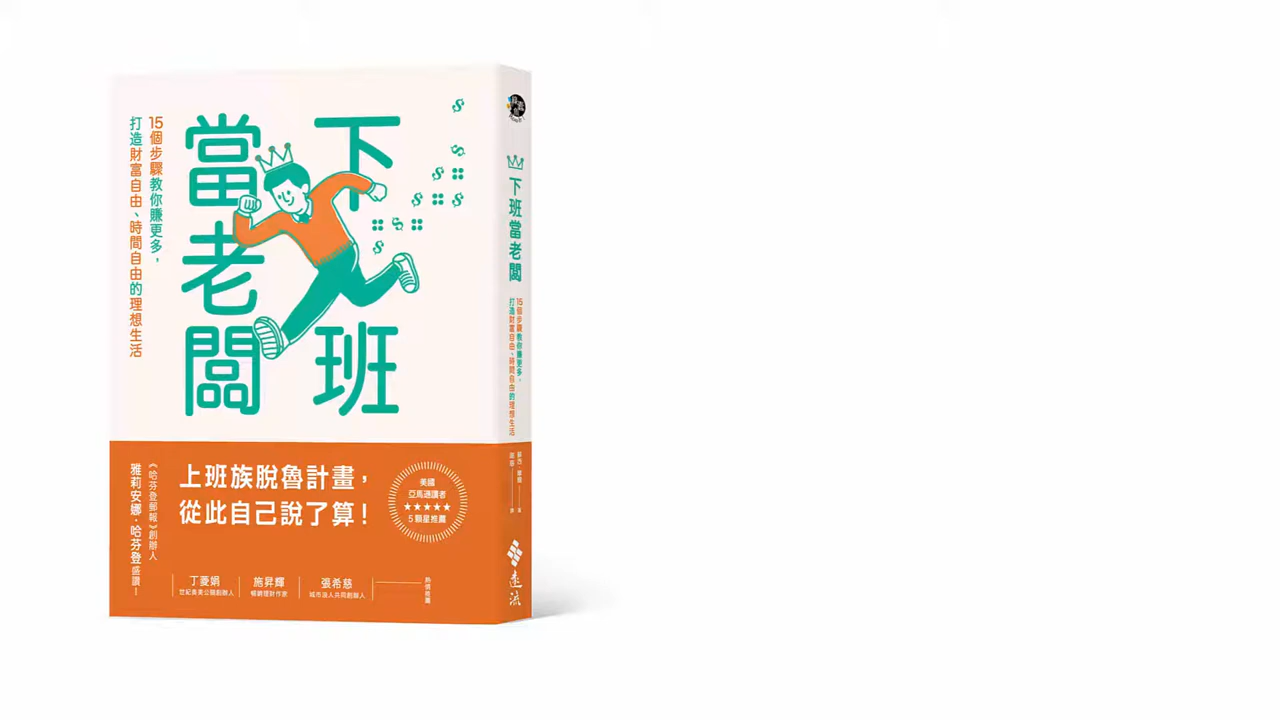 下班
當老闆
15個步驟教你賺更多，
打造財富自由、時間自由的理想生活
上班族脫魯計畫，
從此自己說了算！
美國
亞馬遜讀者
★★★★★
5顆星推薦
《哈芬登郵報》創辦人
雅莉安娜·哈芬登盛讚！
丁菱娟
世紀奧美公關創辦人
施昇輝
暢銷理財作家
張希慈
城市浪人共同創辦人
熱情推薦
下班當老闆
15個步驟教你賺更多，
打造財富自由、時間自由的理想生活
遠流